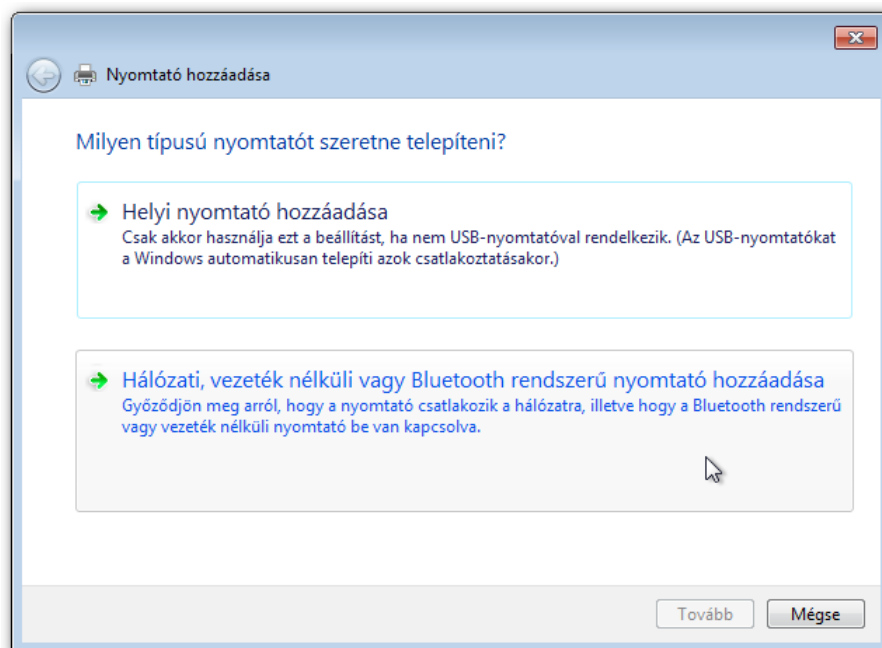 Nyomtató hozzáadása
Milyen típusú nyomtatót szeretne telepíteni?
Helyi nyomtató hozzáadása
Csak akkor használja ezt a beállítást, ha nem USB-nyomtatóval rendelkezik. (Az USB-nyomtatókat
a Windows automatikusan telepíti azok csatlakoztatásakor.)
Hálózati, vezeték nélküli vagy Bluetooth rendszerű nyomtató hozzáadása
Győződjön meg arról, hogy a nyomtató csatlakozik a hálózatra, illetve hogy a Bluetooth rendszerű
vagy vezeték nélküli nyomtató be van kapcsolva.
Tovább
Mégse